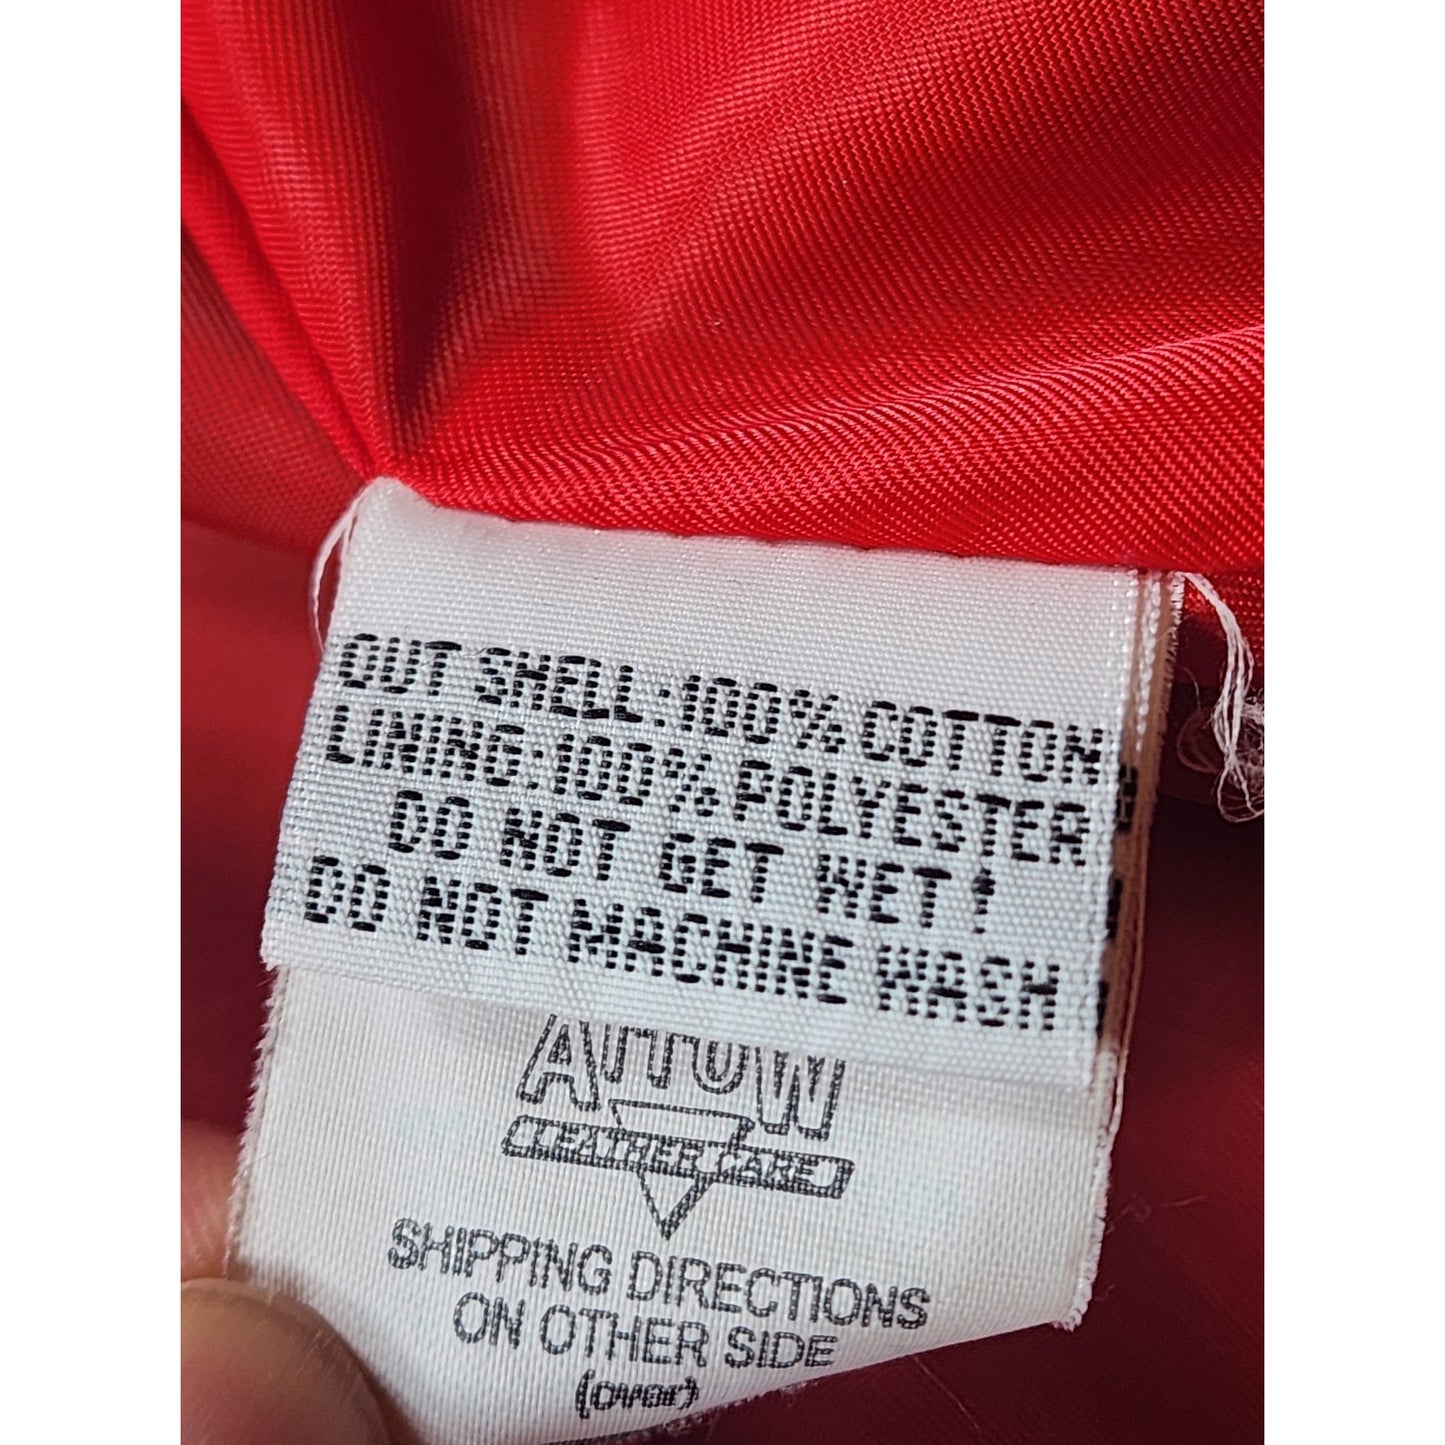 OUT SHELL:100% COTTON
LINING:100% POLYESTER
DO NOT GET WET!
DO NOT MACHINE WASH
Arrow
LEATHER CARE
SHIPPING DIRECTIONS
ON OTHER SIDE
(over)